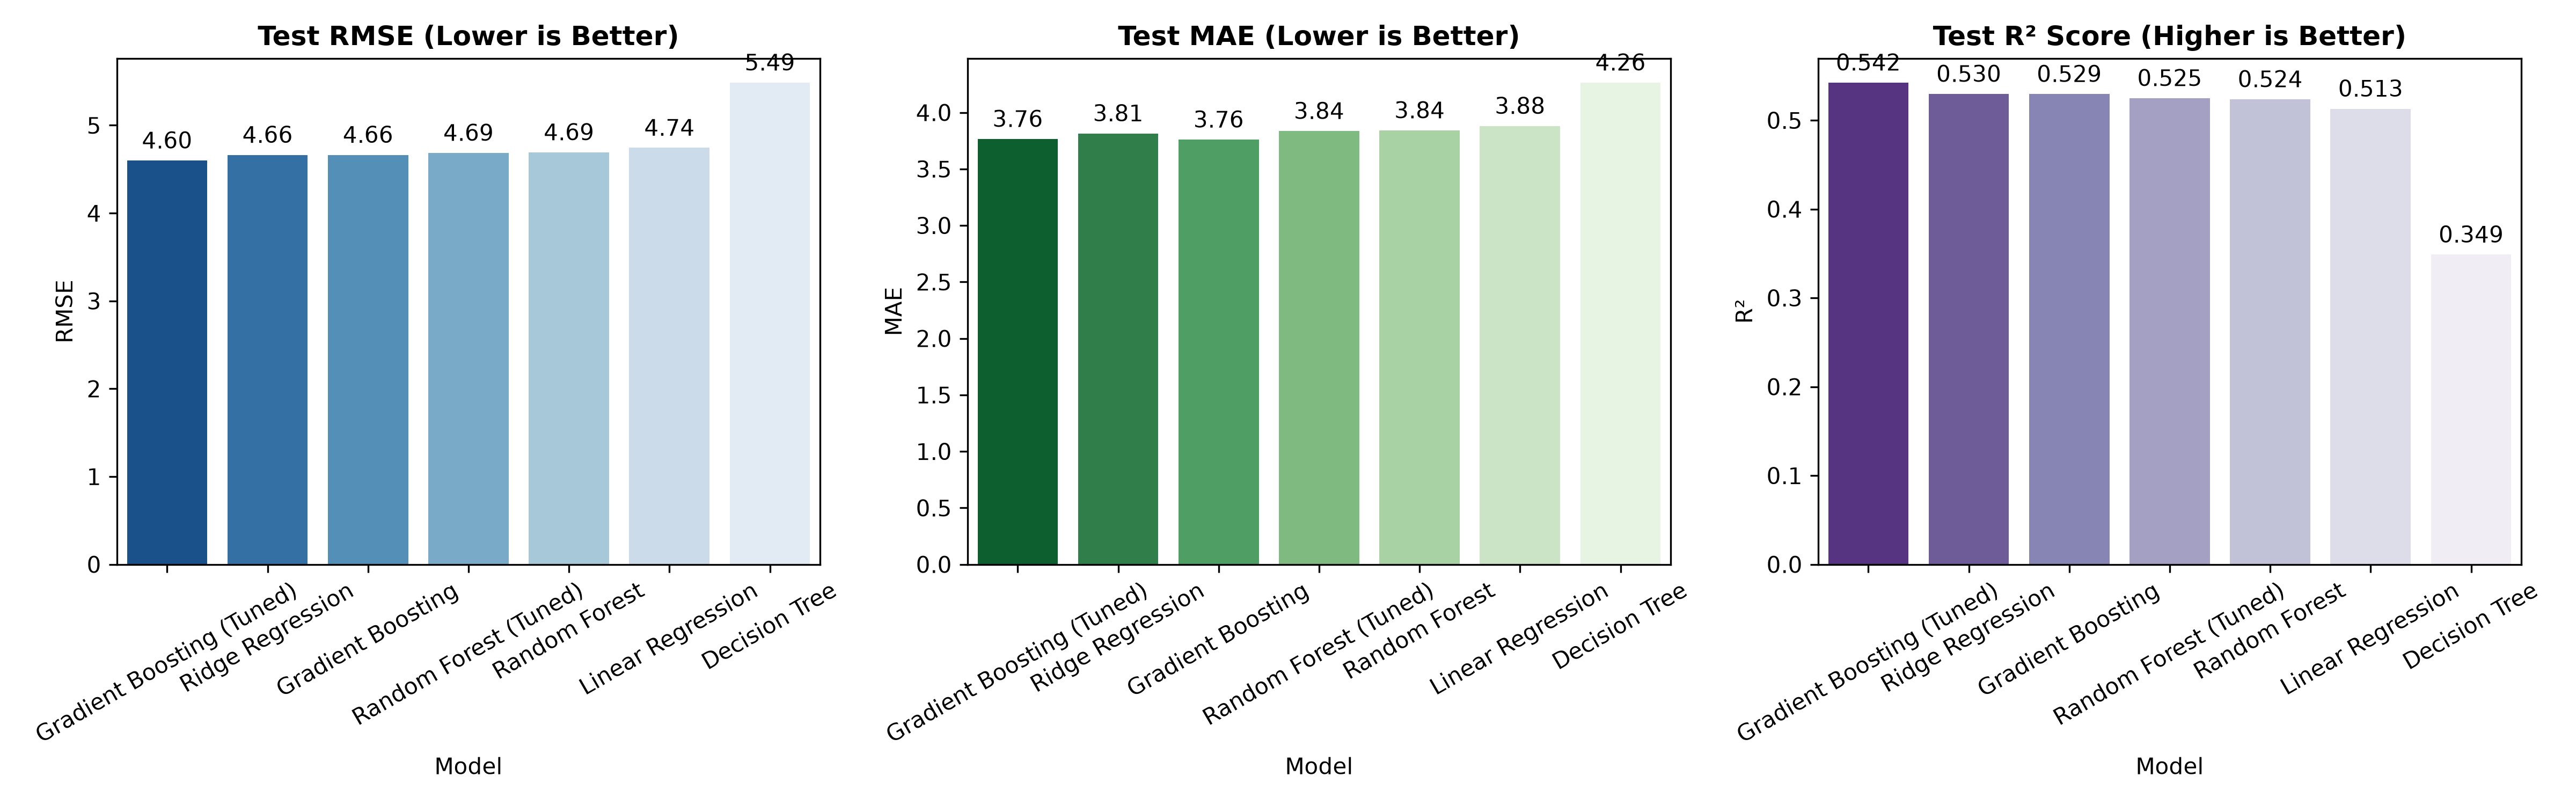 Test RMSE (Lower is Better)
5.49
4.60
4.66
4.66
4.69
4.69
4.74
5
4
3
2
1
0
RMSE
Gradient Boosting (Tuned)
Ridge Regression
Gradient Boosting
Random Forest (Tuned)
Random Forest
Linear Regression
Decision Tree
Model
Test MAE (Lower is Better)
4.26
3.76
3.81
3.76
3.84
3.84
3.88
4.0
3.5
3.0
2.5
2.0
1.5
1.0
0.5
0.0
MAE
Gradient Boosting (Tuned)
Ridge Regression
Gradient Boosting
Random Forest (Tuned)
Random Forest
Linear Regression
Decision Tree
Model
Test R² Score (Higher is Better)
0.542
0.530
0.529
0.525
0.524
0.513
0.349
0.5
0.4
0.3
0.2
0.1
0.0
R²
Gradient Boosting (Tuned)
Ridge Regression
Gradient Boosting
Random Forest (Tuned)
Random Forest
Linear Regression
Decision Tree
Model